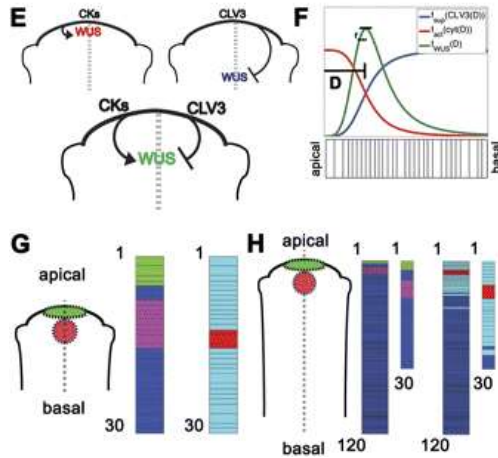 E
CKs
WUS
CLV3
WUS
CKs
CLV3
WUS
F
f_sup(CLV3(D))
f_act(cyt(D))
f_WUS(D)
D
apical
basal
G
1
1
apical
basal
30
30
H
apical
1
1
1
1
30
30
basal
120
120